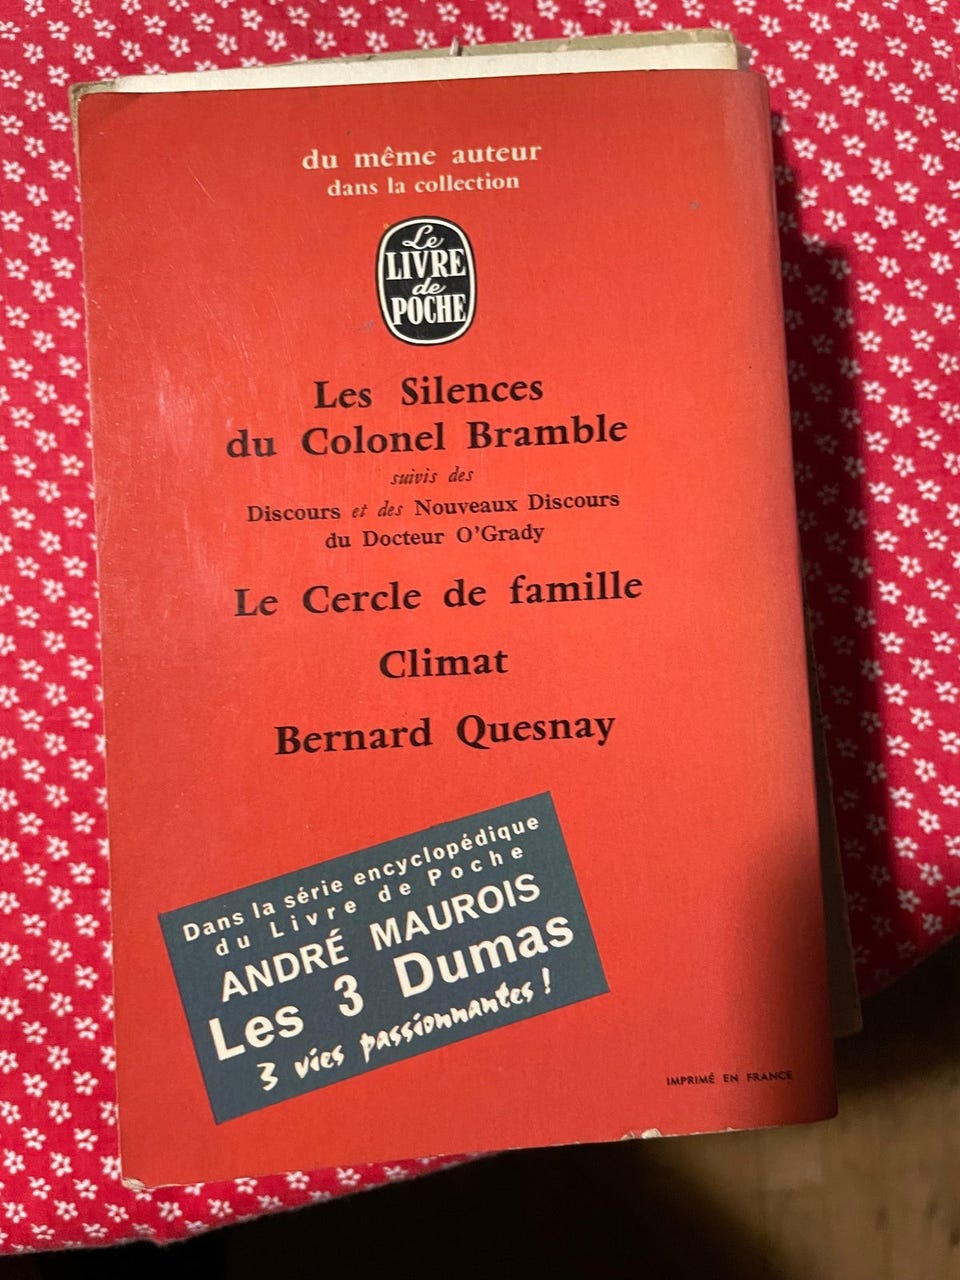 du même auteur
dans la collection
Le
LIVRE
de
POCHE
Les Silences
du Colonel Bramble
suivis des
Discours et des Nouveaux Discours
du Docteur O'Grady
Le Cercle de famille
Climat
Bernard Quesnay
Dans la série encyclopédique
du Livre de Poche
ANDRÉ MAUROIS
Les 3 Dumas
3 vies passionnantes !
IMPRIMÉ EN FRANCE